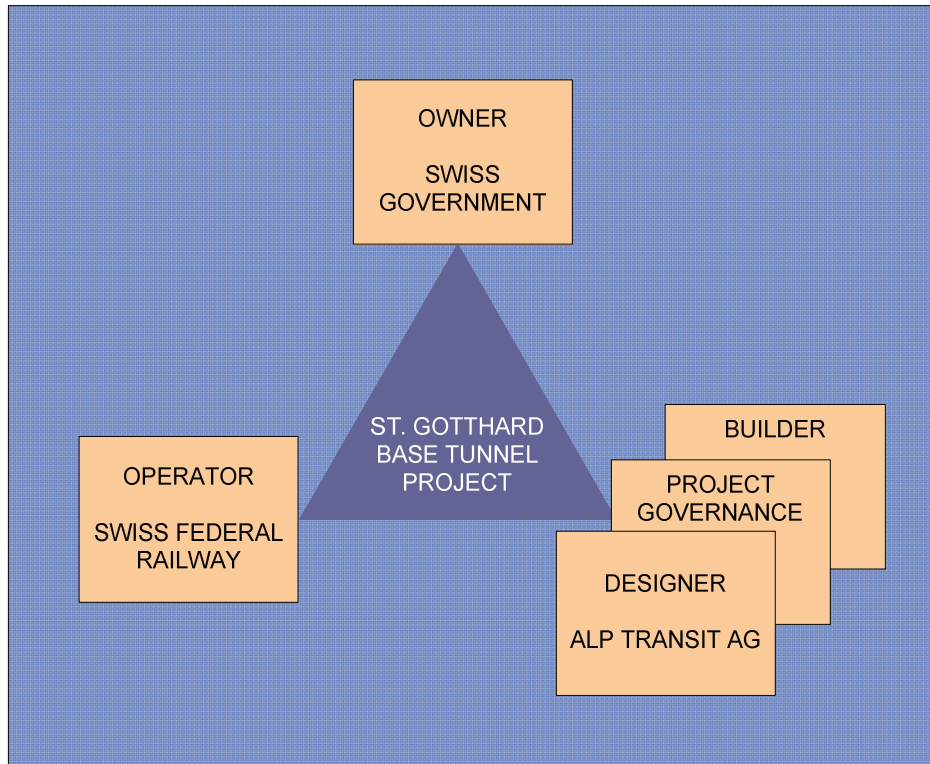 OWNER
SWISS
GOVERNMENT
ST. GOTTHARD
BASE TUNNEL
PROJECT
OPERATOR
SWISS FEDERAL
RAILWAY
BUILDER
PROJECT
GOVERNANCE
DESIGNER
ALP TRANSIT AG